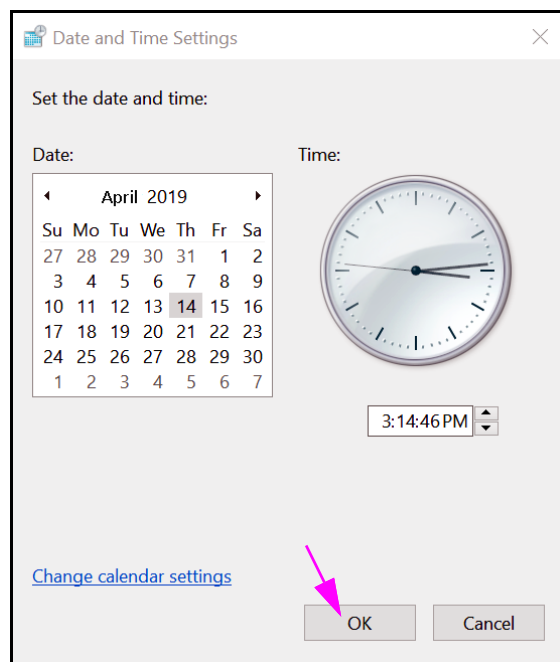 Date and Time Settings
Set the date and time:
Date:
Time:
April 2019
Su Mo Tu We Th Fr Sa
27 28 29 30 31 1 2
3 4 5 6 7 8 9
10 11 12 13 14 15 16
17 18 19 20 21 22 23
24 25 26 27 28 29 30
1 2 3 4 5 6 7
3:14:46 PM
Change calendar settings
OK
Cancel